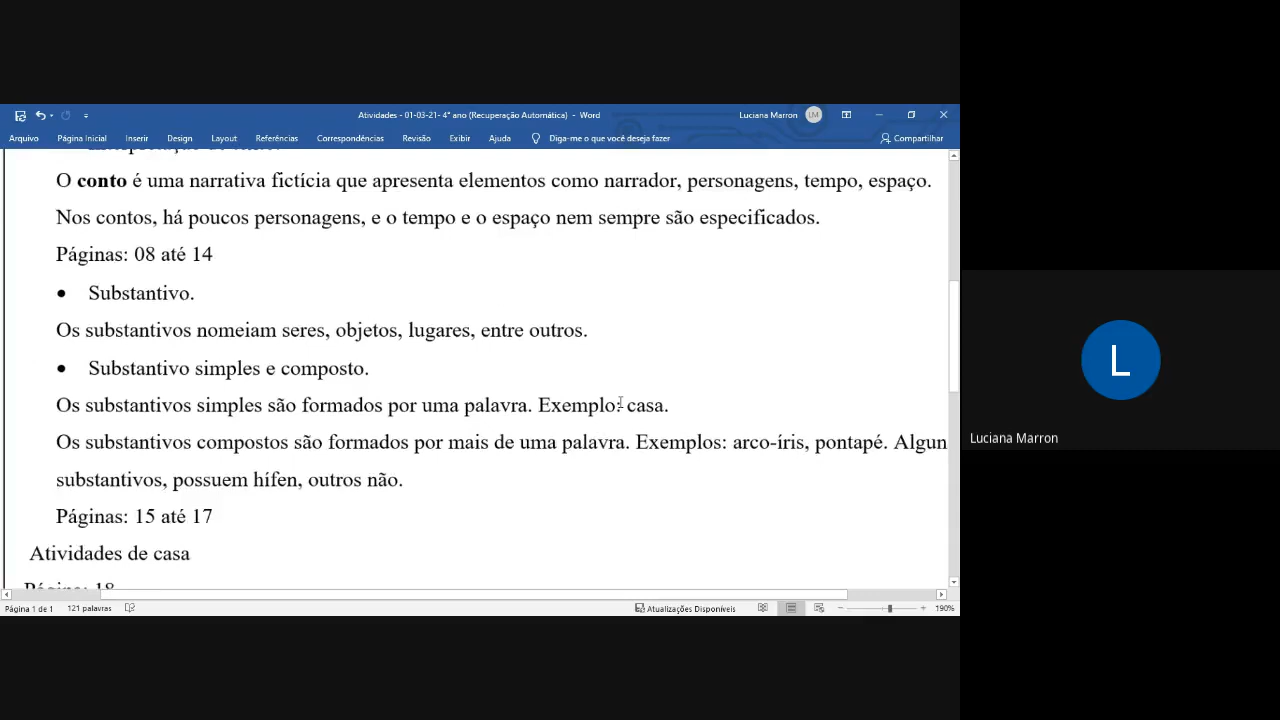 Atividades - 01-03-21- 4° ano (Recuperação Automática) - Word
Luciana Marron
LM
Arquivo
Página Inicial
Inserir
Design
Layout
Referências
Correspondências
Revisão
Exibir
Ajuda
Diga-me o que você deseja fazer
Compartilhar
O conto é uma narrativa fictícia que apresenta elementos como narrador, personagens, tempo, espaço.
Nos contos, há poucos personagens, e o tempo e o espaço nem sempre são especificados.
Páginas: 08 até 14
• Substantivo.
Os substantivos nomeiam seres, objetos, lugares, entre outros.
• Substantivo simples e composto.
Os substantivos simples são formados por uma palavra. Exemplo: casa.
Os substantivos compostos são formados por mais de uma palavra. Exemplos: arco-íris, pontapé. Algun
substantivos, possuem hífen, outros não.
Páginas: 15 até 17
Atividades de casa
Página: 18
Página 1 de 1
121 palavras
Atualizações Disponíveis
190%
L
Luciana Marron